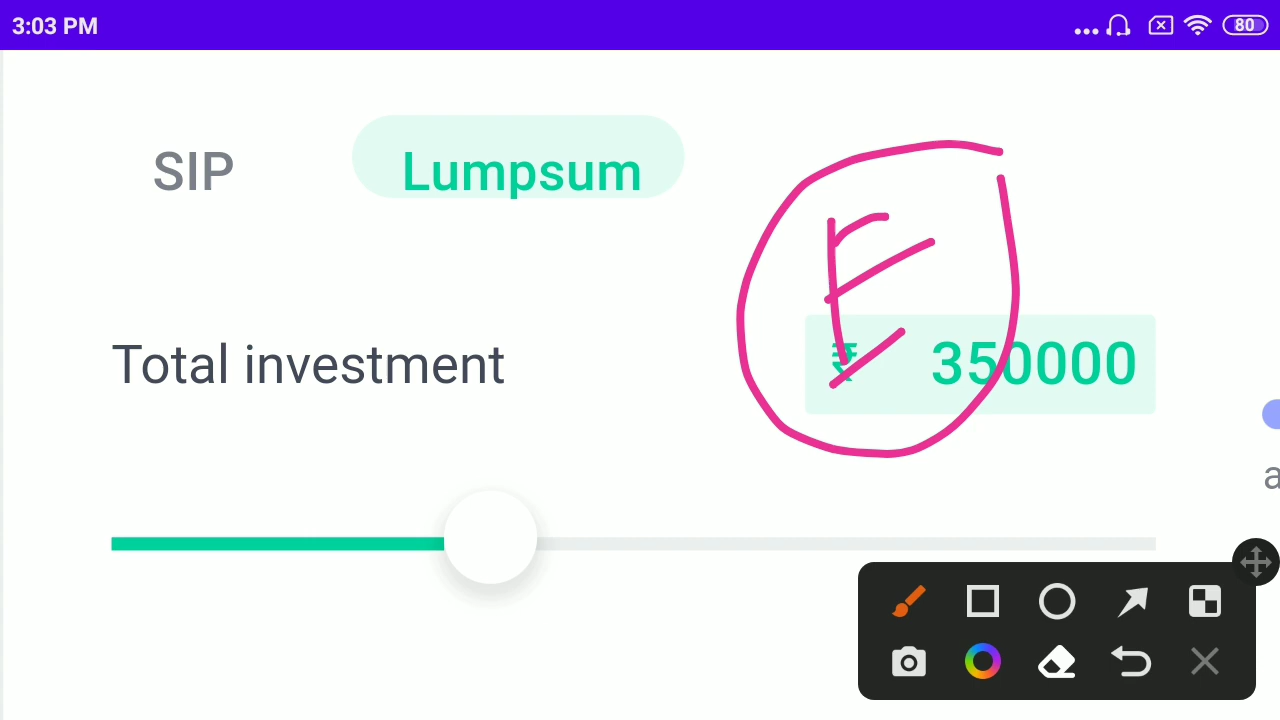 3:03 PM
80
SIP Lumpsum
E
Total investment ₹ 350000
a